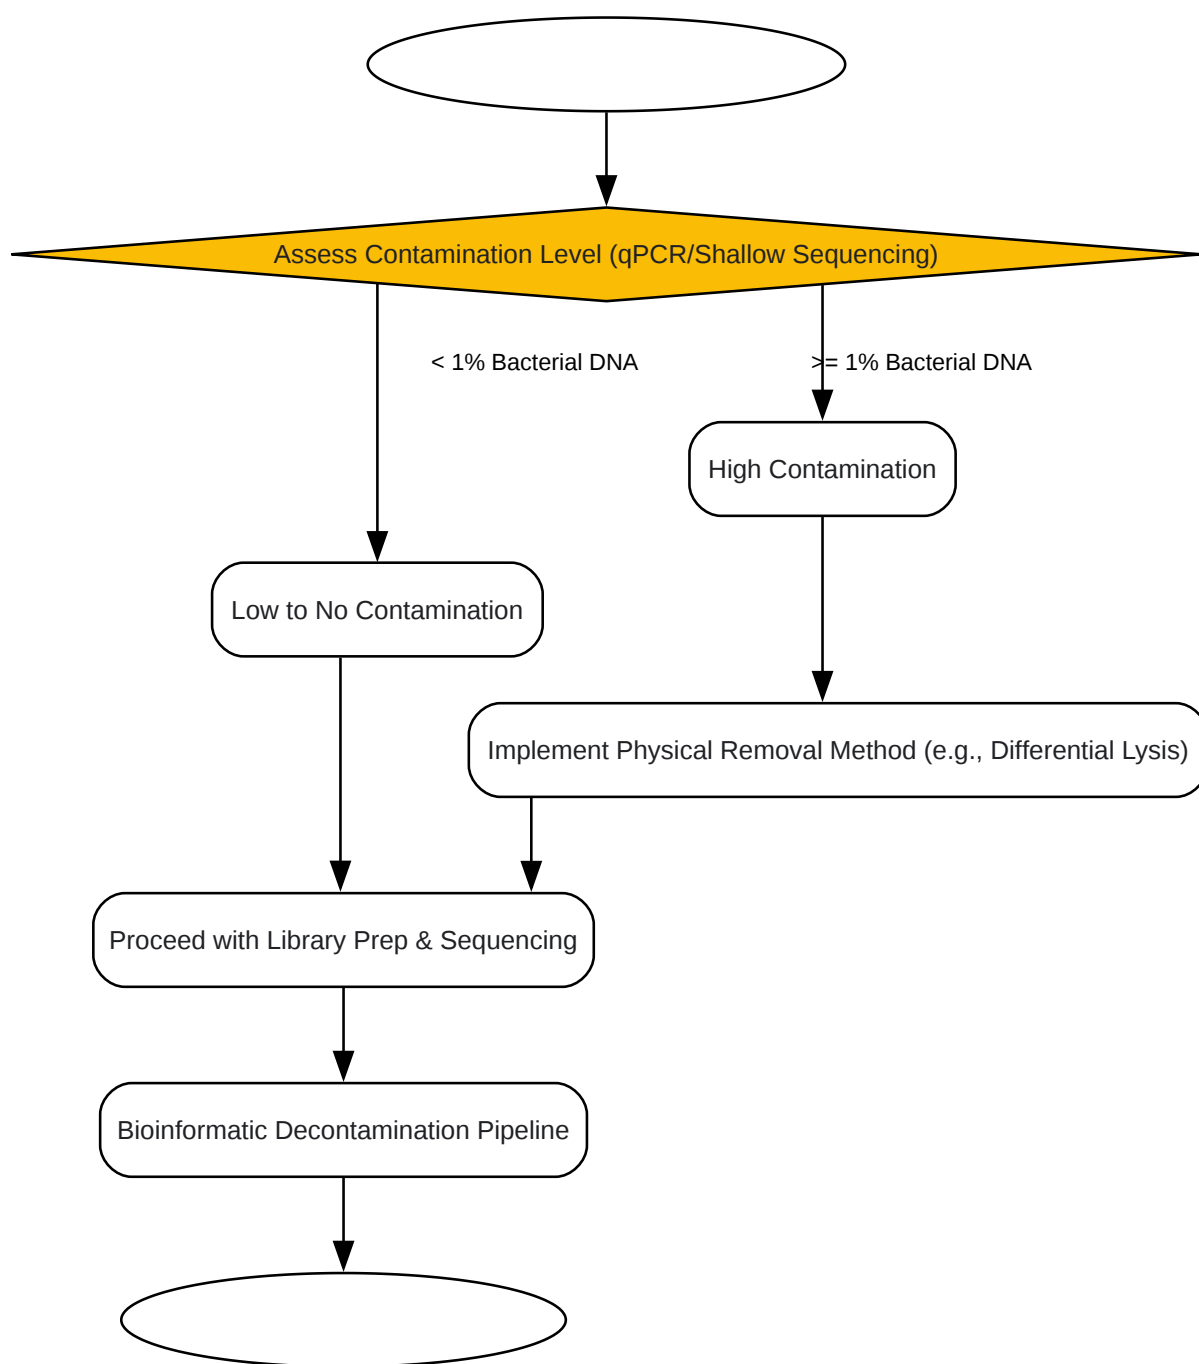 Assess Contamination Level (qPCR/Shallow Sequencing)
< 1% Bacterial DNA
>= 1% Bacterial DNA
High Contamination
Low to No Contamination
Implement Physical Removal Method (e.g., Differential Lysis)
Proceed with Library Prep & Sequencing
Bioinformatic Decontamination Pipeline